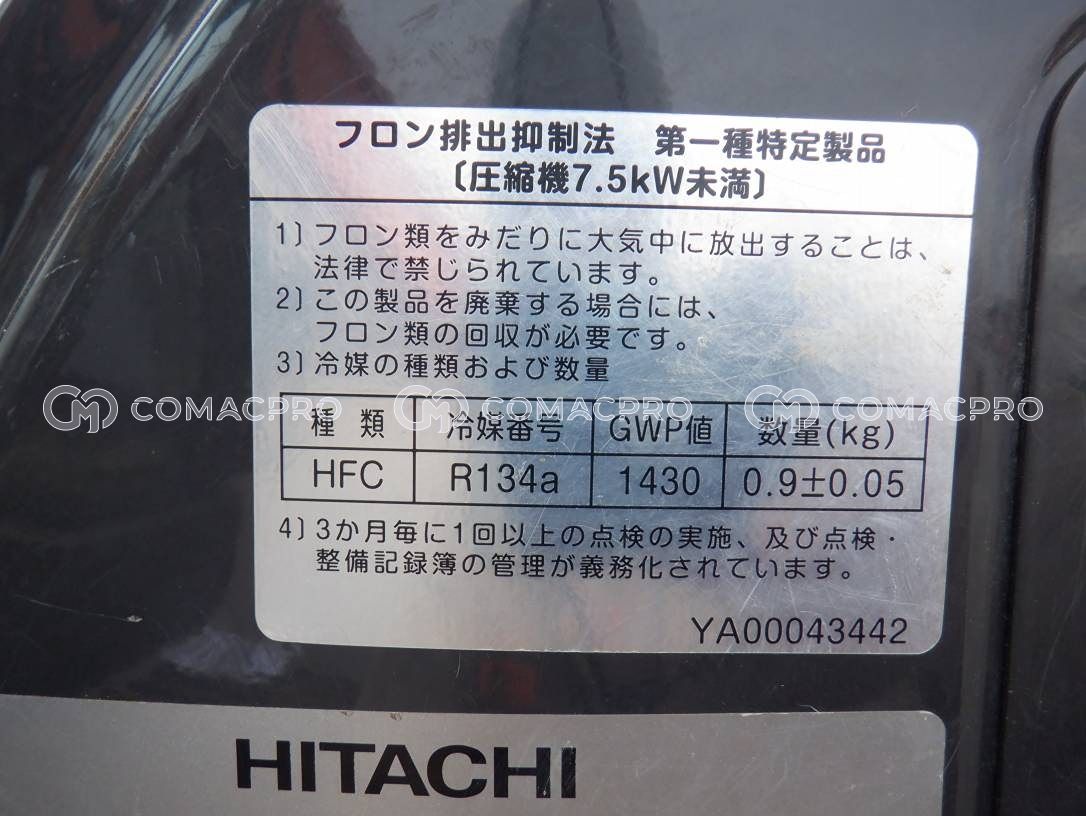 フロン排出抑制法　第一種特定製品
〔圧縮機7.5kW未満〕
1〕フロン類をみだりに大気中に放出することは、
法律で禁じられています。
2〕この製品を廃棄する場合には、
フロン類の回収が必要です。
3〕冷媒の種類および数量
COMACPRO COMACPRO COMACPRO
種 類 冷媒番号 GWP値 数量(kg)
HFC R134a 1430 0.9±0.05
4〕3か月毎に1回以上の点検の実施、及び点検・
整備記録簿の管理が義務化されています。
YA00043442
HITACHI